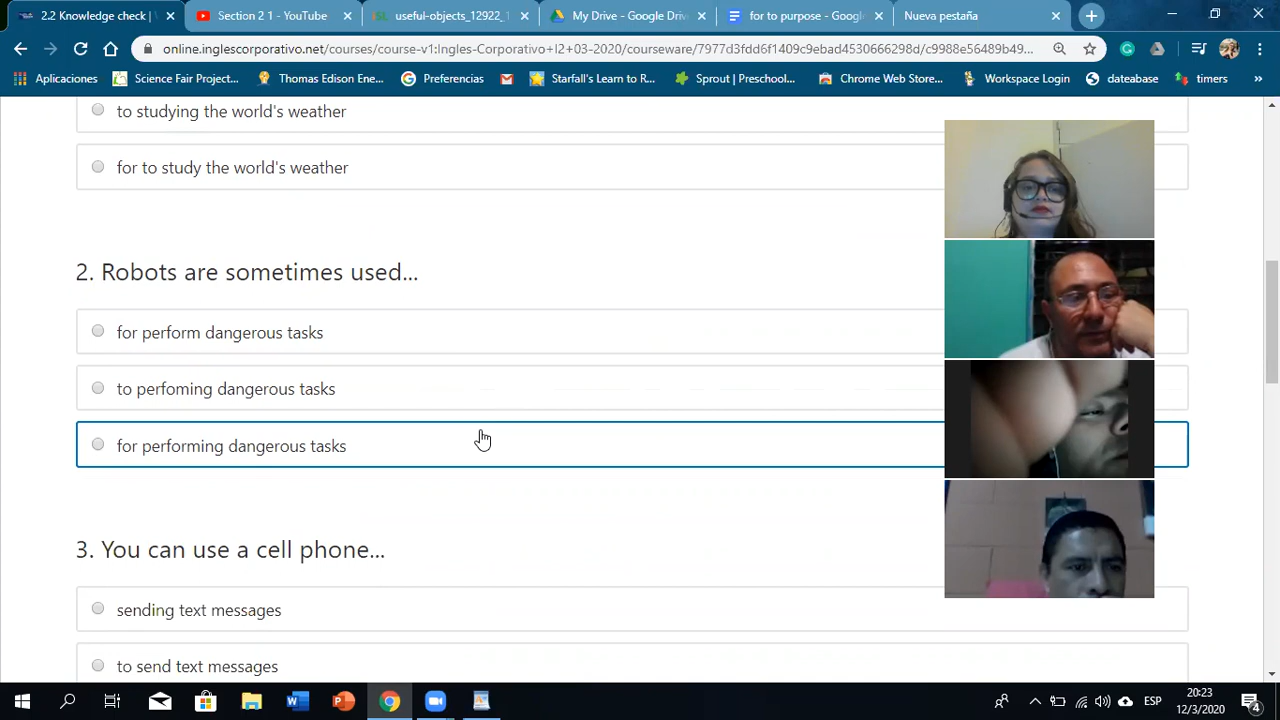 2.2 Knowledge check |
Section 2 1 - YouTube
useful-objects_12922_1
My Drive - Google Driv
for to purpose - Googl
Nueva pestaña
online.inglescorporativo.net/courses/course-v1:Ingles-Corporativo+I2+03-2020/courseware/7977d3fdd6f1409c9ebad4530666298d/c9988e56489b49...
Aplicaciones
Science Fair Project...
Thomas Edison Ene...
Preferencias
Starfall's Learn to R...
Sprout | Preschool...
Chrome Web Store...
Workspace Login
dateabase
timers
»
to studying the world's weather
for to study the world's weather
2. Robots are sometimes used...
for perform dangerous tasks
to perfoming dangerous tasks
for performing dangerous tasks
3. You can use a cell phone...
sending text messages
to send text messages
ESP
20:23
12/3/2020
4